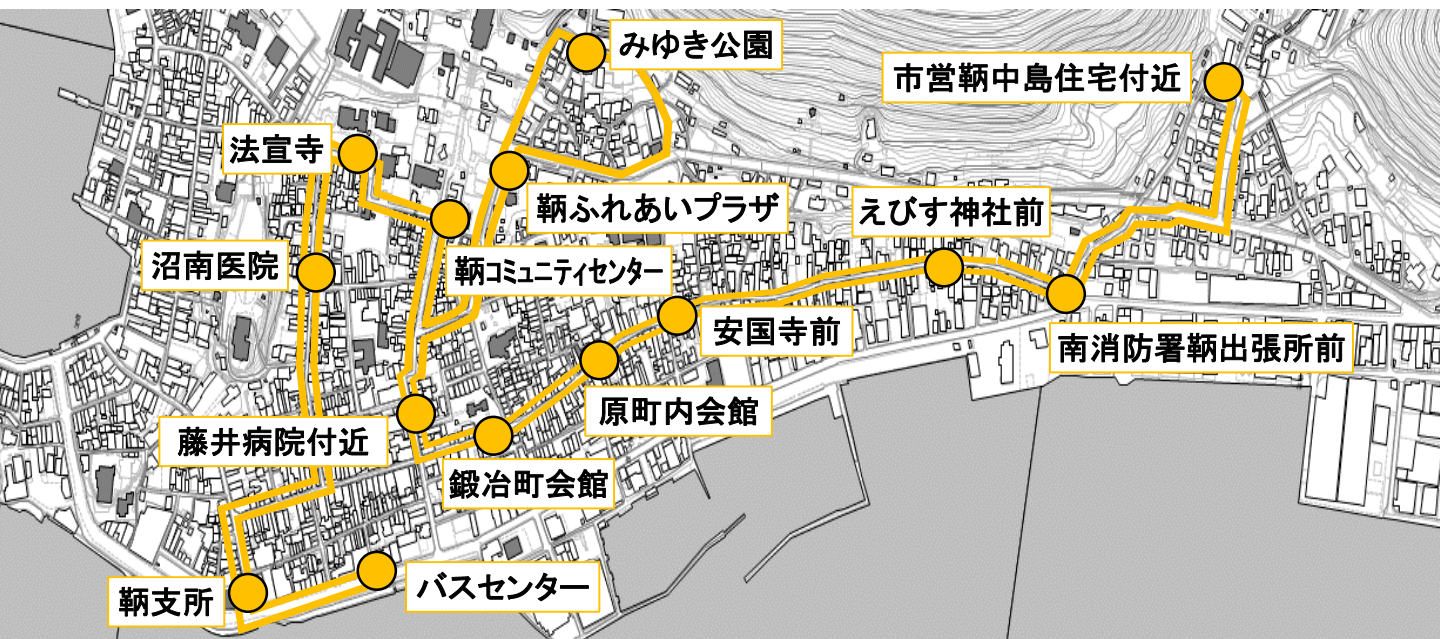 みゆき公園
市営鞆中島住宅付近
法宣寺
鞆ふれあいプラザ
えびす神社前
沼南医院
鞆コミュニティセンター
安国寺前
南消防署鞆出張所前
原町内会館
藤井病院付近
鍛冶町会館
バスセンター
鞆支所